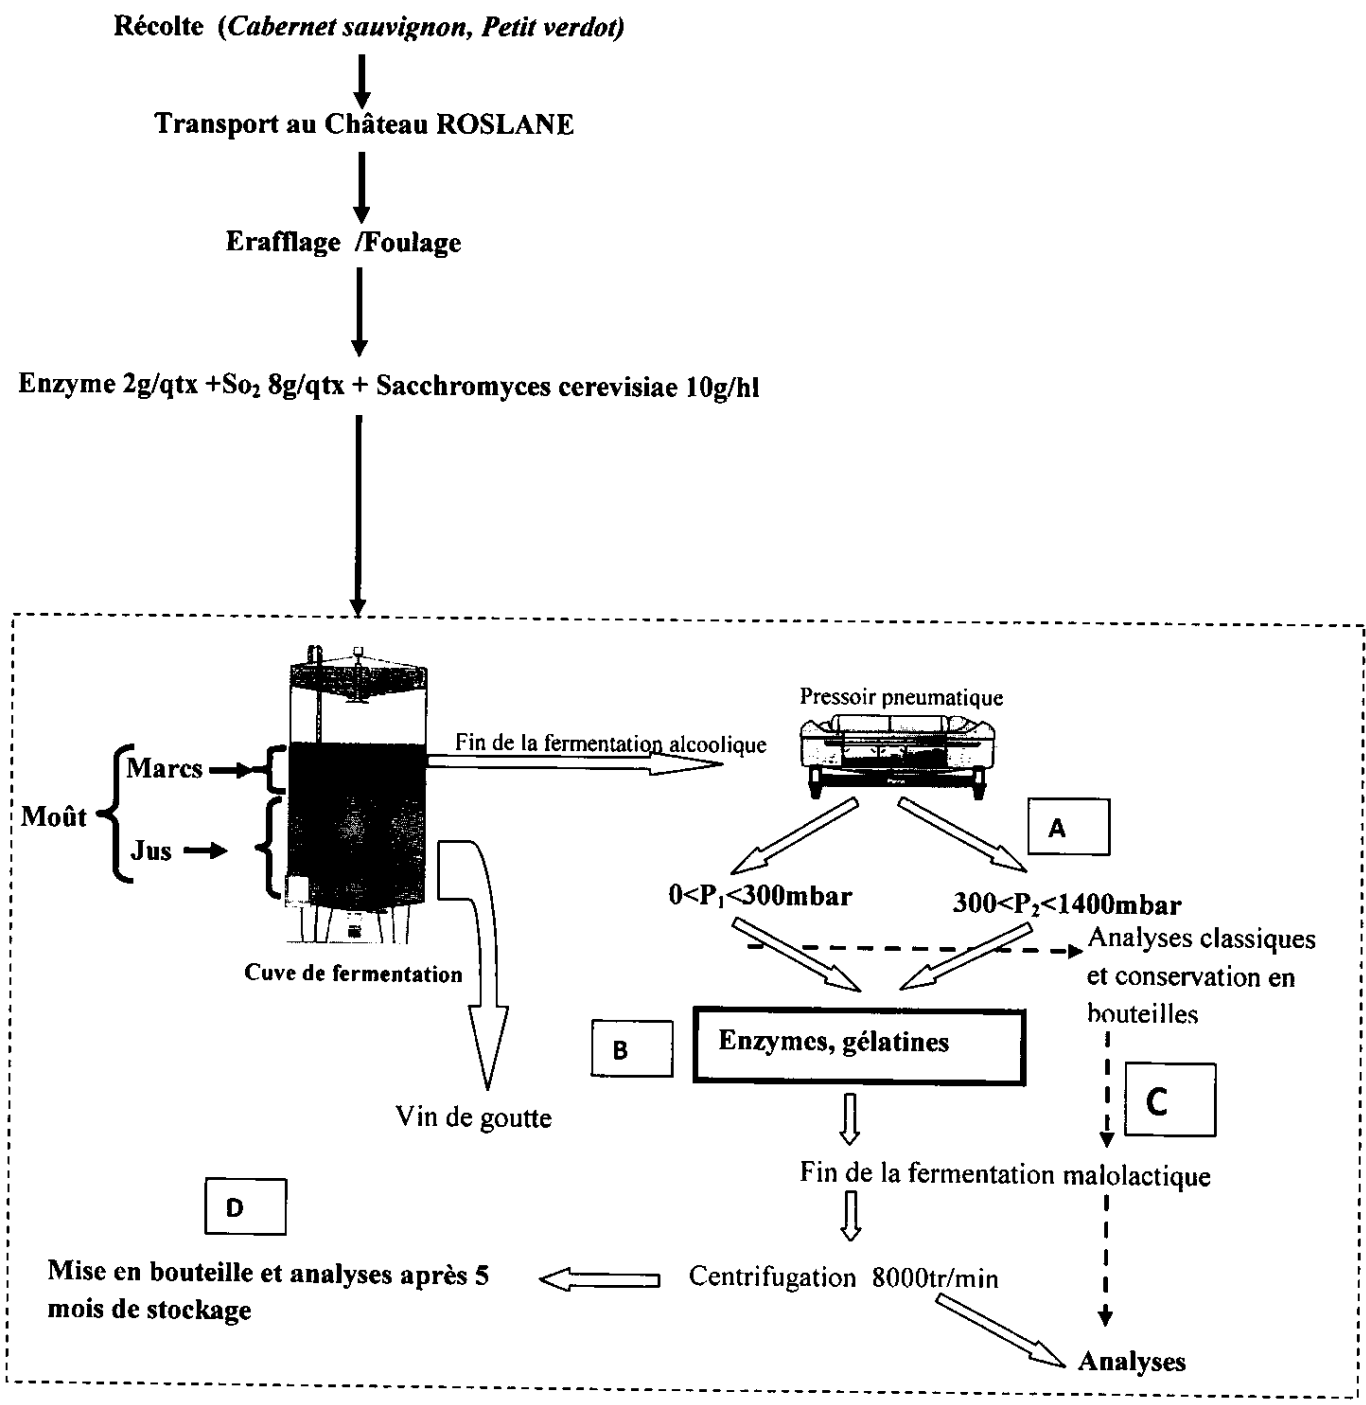 Récolte (Cabernet sauvignon, Petit verdot)
Transport au Château ROSLANE
Erafflage /Foulage
Enzyme 2g/qtx +So₂ 8g/qtx + Sacchromyces cerevisiae 10g/hl
Pressoir pneumatique
Fin de la fermentation alcoolique
Marcs
Moût
Jus
A
0<P₁<300mbar
300<P₂<1400mbar
Analyses classiques
et conservation en
bouteilles
Cuve de fermentation
B
Enzymes, gélatines
C
Vin de goutte
Fin de la fermentation malolactique
D
Mise en bouteille et analyses après 5
mois de stockage
Centrifugation 8000tr/min
Analyses